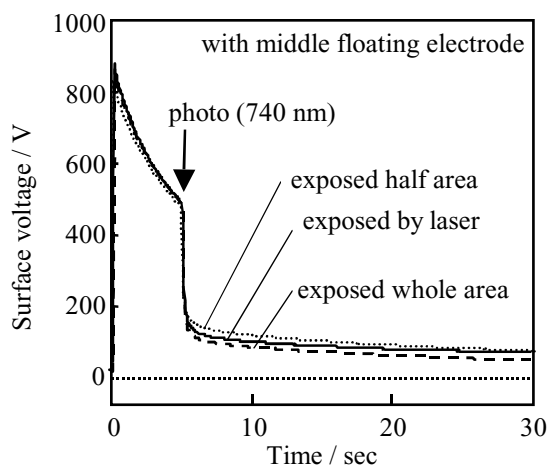 1000
800
600
400
200
0
Surface voltage / V
with middle floating electrode
photo (740 nm)
exposed half area
exposed by laser
exposed whole area
0
10
20
30
Time / sec